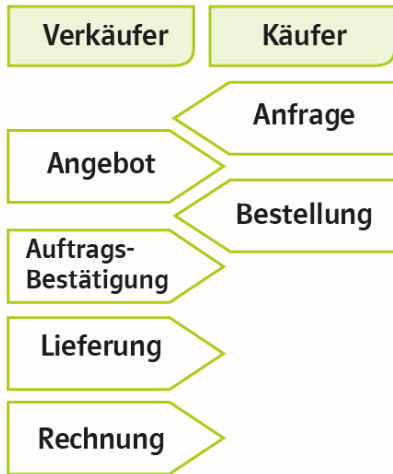 Verkäufer
Käufer
Anfrage
Angebot
Bestellung
Auftrags-
Bestätigung
Lieferung
Rechnung